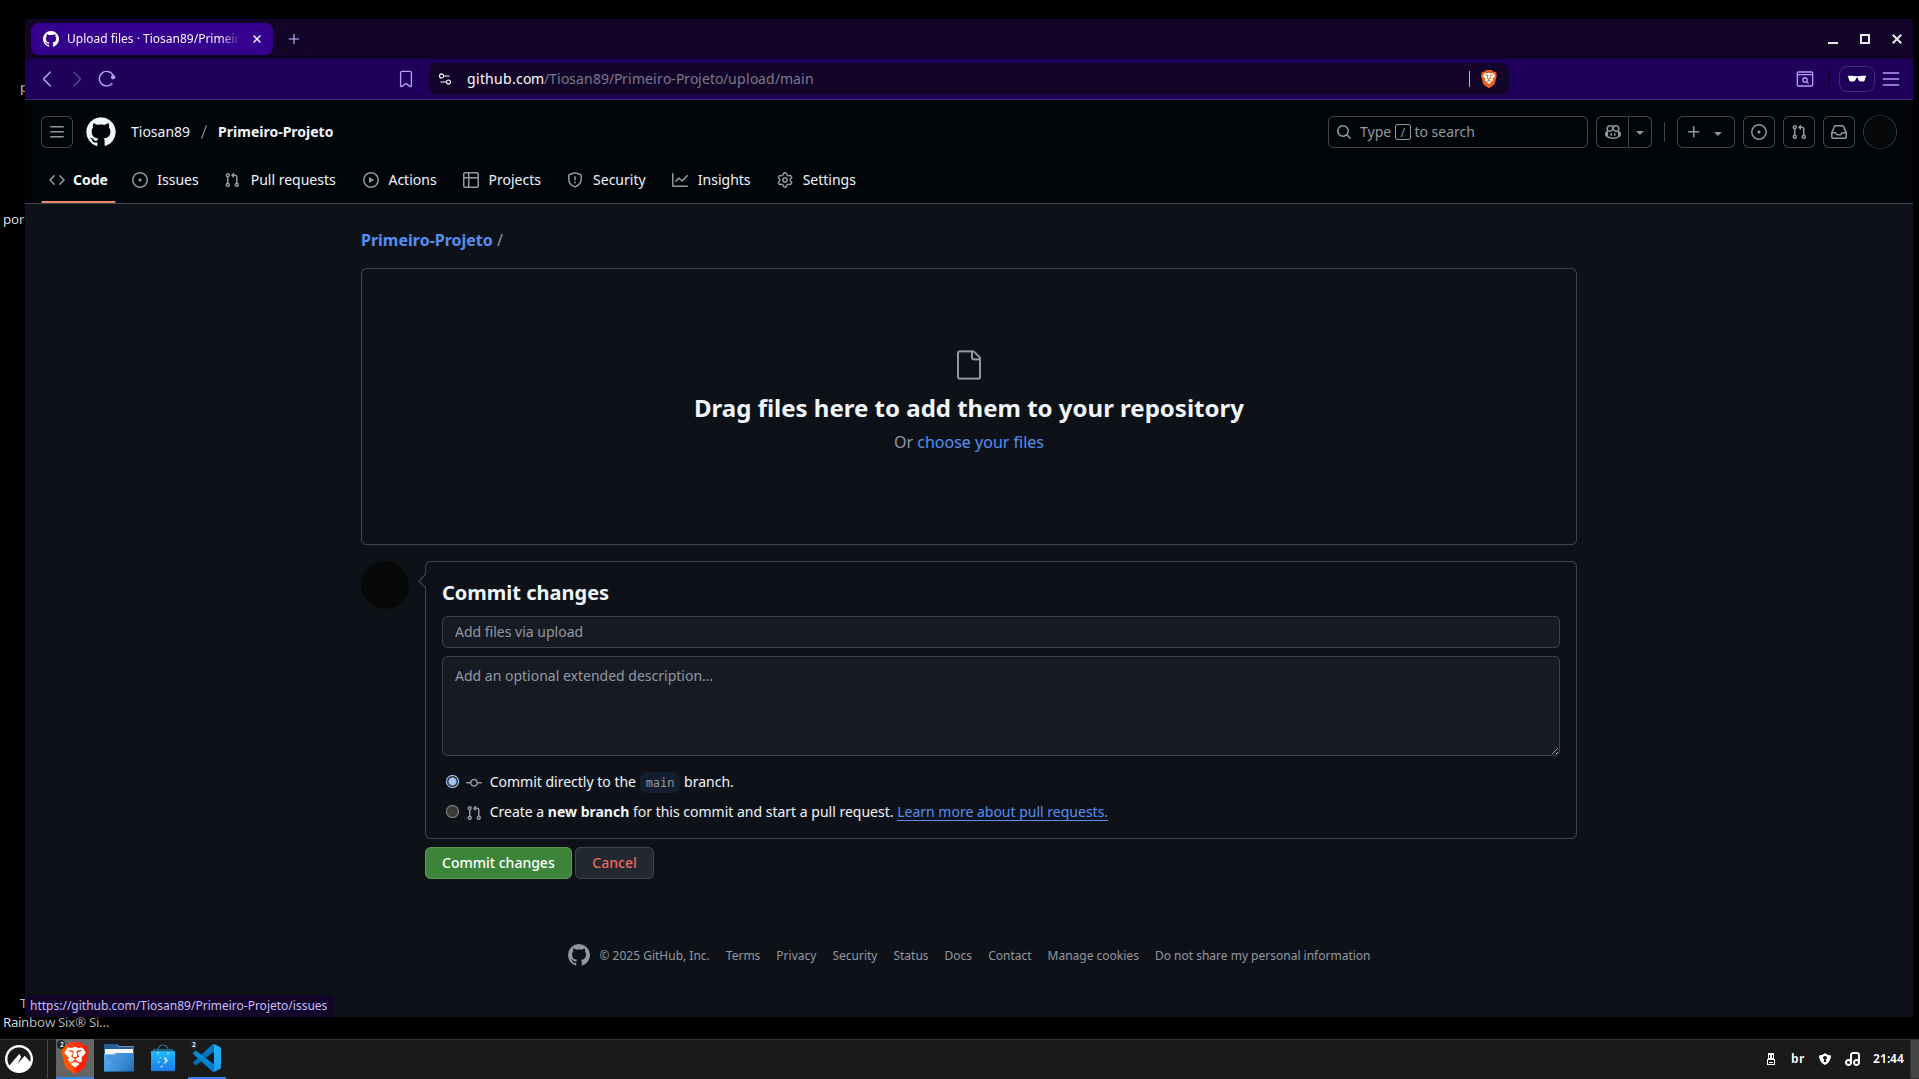 Upload files · Tiosan89/Primei
github.com/Tiosan89/Primeiro-Projeto/upload/main
Tiosan89 / Primeiro-Projeto
Type / to search
Code
Issues
Pull requests
Actions
Projects
Security
Insights
Settings
por
Primeiro-Projeto /
Drag files here to add them to your repository
Or choose your files
Commit changes
Add files via upload
Add an optional extended description...
Commit directly to the main branch.
Create a new branch for this commit and start a pull request. Learn more about pull requests.
Commit changes
Cancel
© 2025 GitHub, Inc. Terms Privacy Security Status Docs Contact Manage cookies Do not share my personal information
https://github.com/Tiosan89/Primeiro-Projeto/issues
Rainbow Six® Si...
2
2
br
21:44